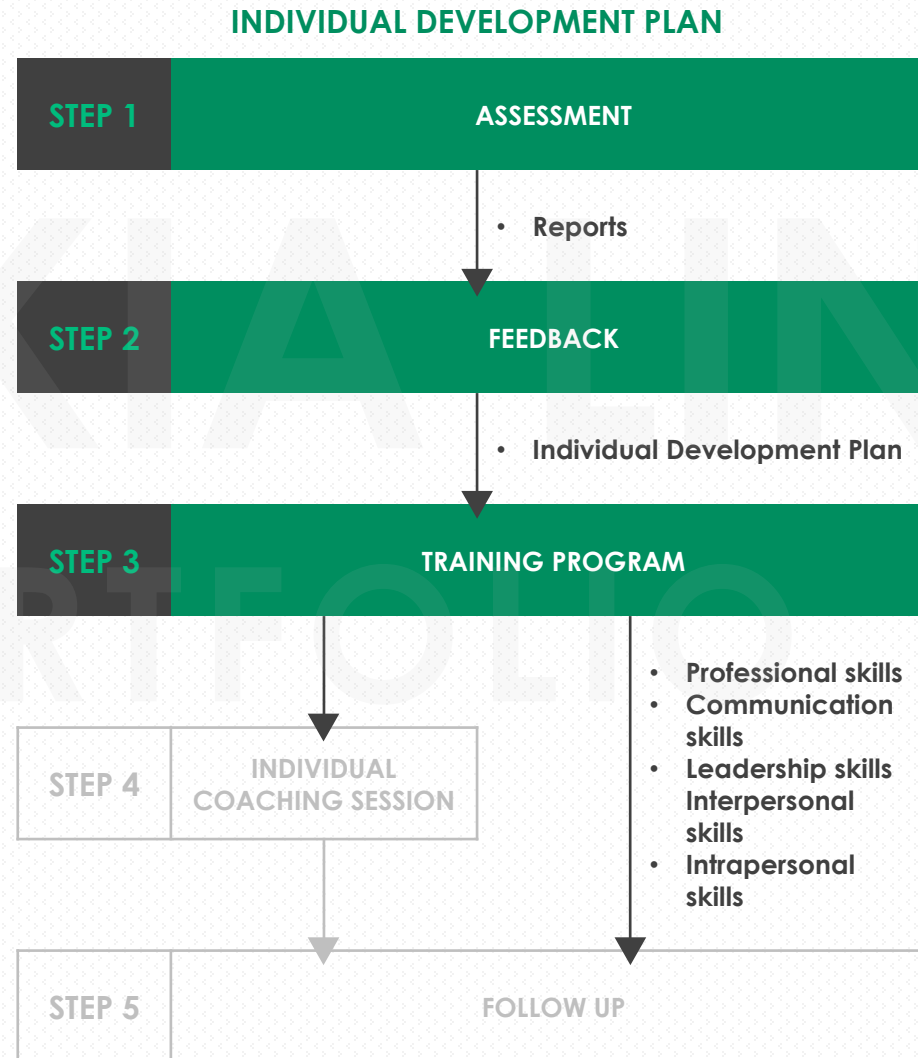 INDIVIDUAL DEVELOPMENT PLAN
STEP 1
ASSESSMENT
• Reports
STEP 2
FEEDBACK
• Individual Development Plan
STEP 3
TRAINING PROGRAM
• Professional skills
• Communication
skills
• Leadership skills
Interpersonal
skills
• Intrapersonal
skills
STEP 4
INDIVIDUAL
COACHING SESSION
STEP 5
FOLLOW UP